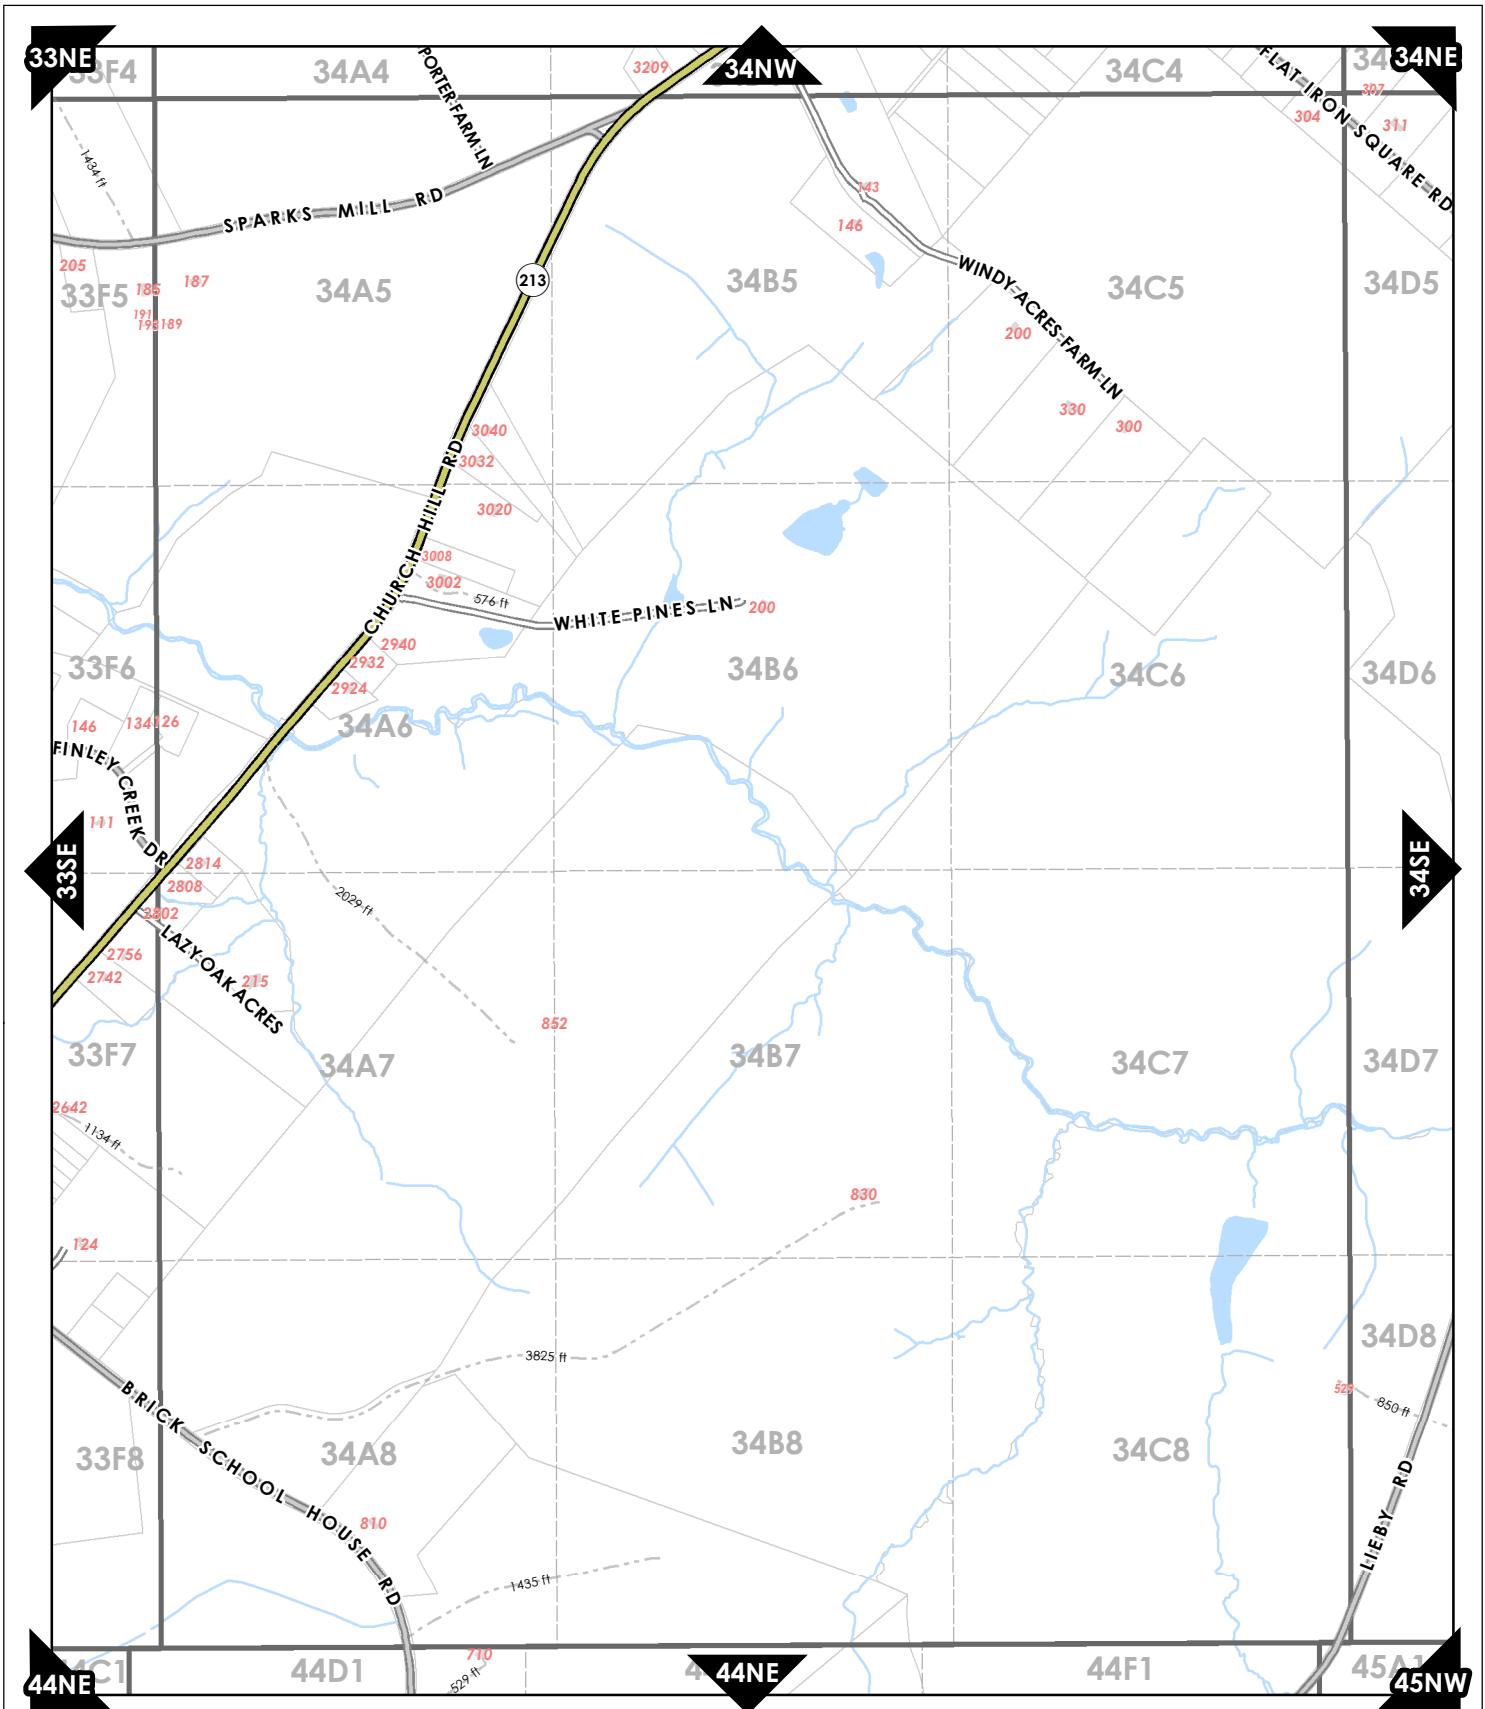 33NE
33F4
34A4
PORTER FARM LN
3209
34NW
34C4
FLAT IRON SQUARE RD
34NE
307
304
311
1434 ft
SPARKS MILL RD
143
146
205
185
187
33F5
34A5
213
34B5
WINDY ACRES FARM LN
34C5
34D5
191
189
200
330
300
3040
3032
3020
3008
3002
CHURCH HILL RD
576 ft
WHITE PINES LN
200
2940
2932
2924
33F6
34A6
34B6
34C6
34D6
146
134
126
FINLEY CREEK DR
111
33SE
34SE
2814
2808
2802
2029 ft
LAZY OAK ACRES
2756
2742
215
852
33F7
34A7
34B7
34C7
34D7
2642
1134 ft
830
124
34D8
3825 ft
529
850 ft
BRICK SCHOOL HOUSE RD
33F8
34A8
34B8
34C8
LIEBY RD
810
1435 ft
710
529 ft
44NE
C1
44D1
44NE
44F1
45A1
45NW